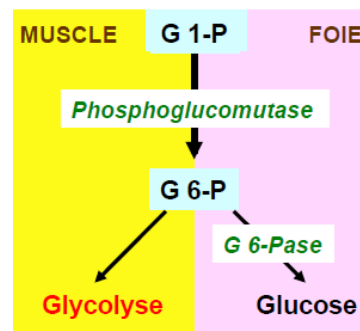 MUSCLE G 1-P FOIE
Phosphoglucomutase
G 6-P
G 6-Pase
Glycolyse Glucose